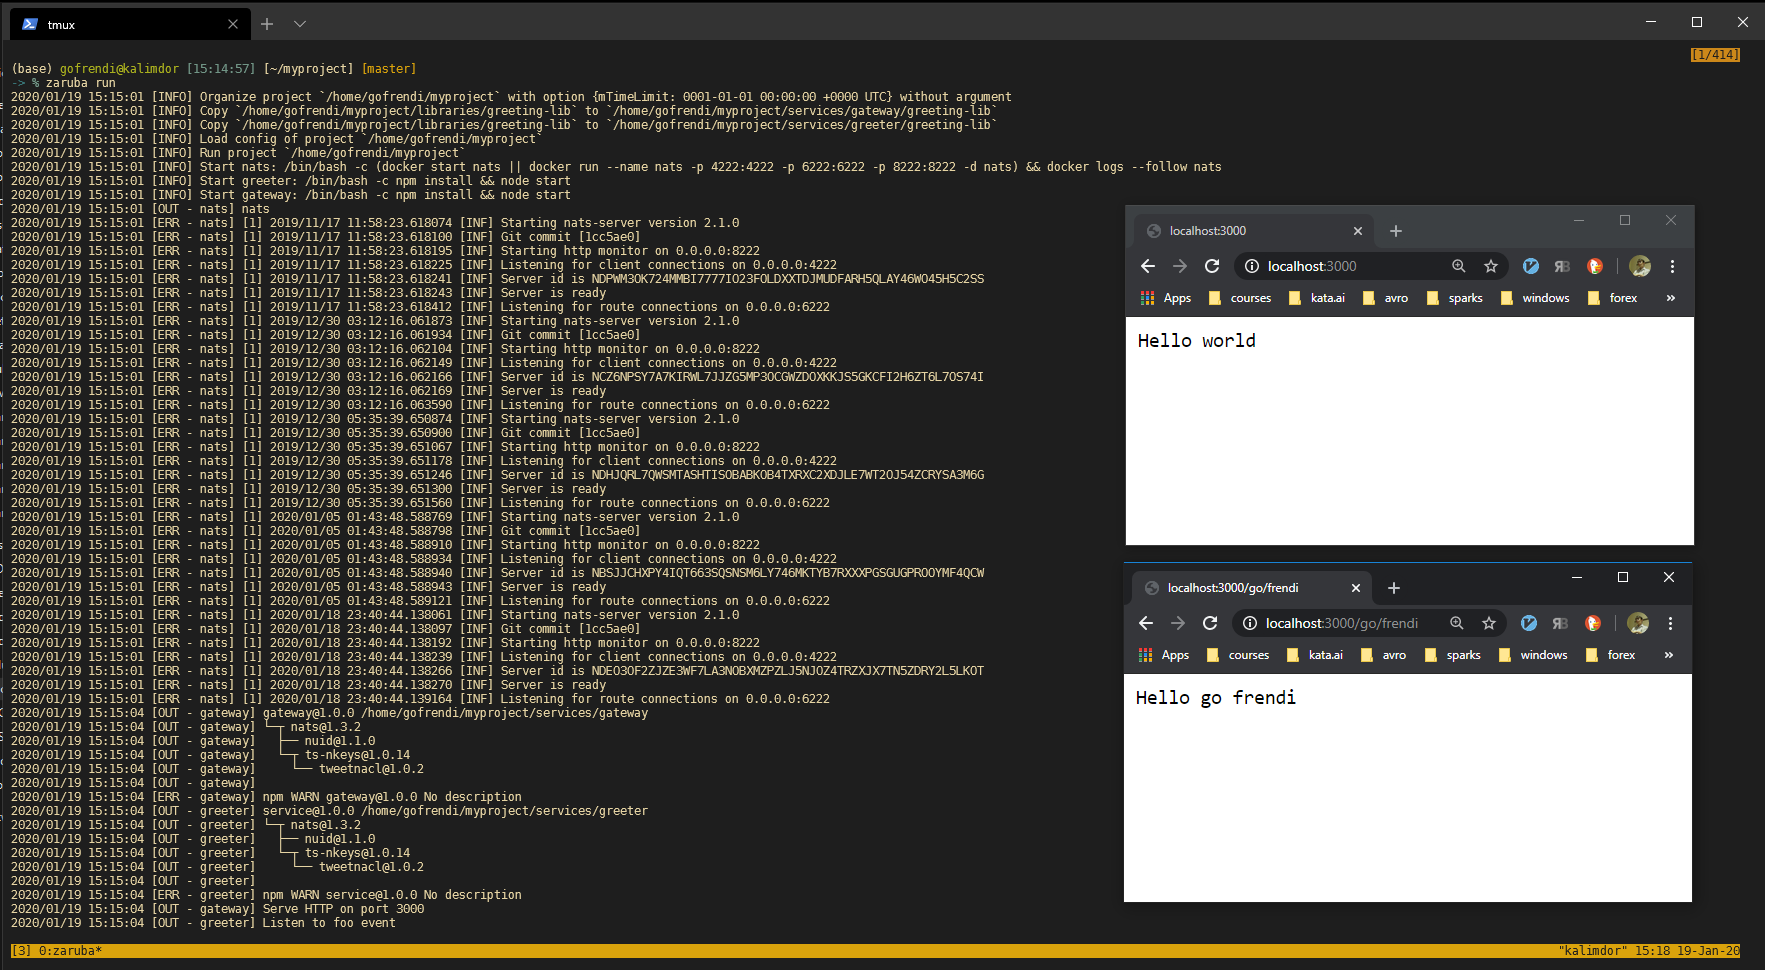 tmux
[1/414]
(base) gofrendi@kalimdor [15:14:57] [~/myproject] [master]
-> % zaruba run
2020/01/19 15:15:01 [INFO] Organize project `/home/gofrendi/myproject` with option {mTimeLimit: 0001-01-01 00:00:00 +0000 UTC} without argument
2020/01/19 15:15:01 [INFO] Copy `/home/gofrendi/myproject/libraries/greeting-lib` to `/home/gofrendi/myproject/services/gateway/greeting-lib`
2020/01/19 15:15:01 [INFO] Copy `/home/gofrendi/myproject/libraries/greeting-lib` to `/home/gofrendi/myproject/services/greeter/greeting-lib`
2020/01/19 15:15:01 [INFO] Load config of project `/home/gofrendi/myproject`
2020/01/19 15:15:01 [INFO] Run project `/home/gofrendi/myproject`
2020/01/19 15:15:01 [INFO] Start nats: /bin/bash -c (docker start nats || docker run --name nats -p 4222:4222 -p 6222:6222 -p 8222:8222 -d nats) && docker logs --follow nats
2020/01/19 15:15:01 [INFO] Start greeter: /bin/bash -c npm install && node start
2020/01/19 15:15:01 [INFO] Start gateway: /bin/bash -c npm install && node start
2020/01/19 15:15:01 [OUT - nats] nats
2020/01/19 15:15:01 [ERR - nats] [1] 2019/11/17 11:58:23.618074 [INF] Starting nats-server version 2.1.0
2020/01/19 15:15:01 [ERR - nats] [1] 2019/11/17 11:58:23.618100 [INF] Git commit [1cc5ae0]
2020/01/19 15:15:01 [ERR - nats] [1] 2019/11/17 11:58:23.618195 [INF] Starting http monitor on 0.0.0.0:8222
2020/01/19 15:15:01 [ERR - nats] [1] 2019/11/17 11:58:23.618225 [INF] Listening for client connections on 0.0.0.0:4222
2020/01/19 15:15:01 [ERR - nats] [1] 2019/11/17 11:58:23.618241 [INF] Server id is NDPWM3OK724MMBI7777IO23FOLDXXTDJMUDFARH5QLAY46WO45H5C2SS
2020/01/19 15:15:01 [ERR - nats] [1] 2019/11/17 11:58:23.618243 [INF] Server is ready
2020/01/19 15:15:01 [ERR - nats] [1] 2019/11/17 11:58:23.618412 [INF] Listening for route connections on 0.0.0.0:6222
2020/01/19 15:15:01 [ERR - nats] [1] 2019/12/30 03:12:16.061873 [INF] Starting nats-server version 2.1.0
2020/01/19 15:15:01 [ERR - nats] [1] 2019/12/30 03:12:16.061934 [INF] Git commit [1cc5ae0]
2020/01/19 15:15:01 [ERR - nats] [1] 2019/12/30 03:12:16.062104 [INF] Starting http monitor on 0.0.0.0:8222
2020/01/19 15:15:01 [ERR - nats] [1] 2019/12/30 03:12:16.062149 [INF] Listening for client connections on 0.0.0.0:4222
2020/01/19 15:15:01 [ERR - nats] [1] 2019/12/30 03:12:16.062166 [INF] Server id is NCZ6NPSY7A7KIRWL7JJZG5MP3OCGWZDOXKKJS5GKCFI2H6ZT6L7OS74I
2020/01/19 15:15:01 [ERR - nats] [1] 2019/12/30 03:12:16.062169 [INF] Server is ready
2020/01/19 15:15:01 [ERR - nats] [1] 2019/12/30 03:12:16.063590 [INF] Listening for route connections on 0.0.0.0:6222
2020/01/19 15:15:01 [ERR - nats] [1] 2019/12/30 05:35:39.650874 [INF] Starting nats-server version 2.1.0
2020/01/19 15:15:01 [ERR - nats] [1] 2019/12/30 05:35:39.650900 [INF] Git commit [1cc5ae0]
2020/01/19 15:15:01 [ERR - nats] [1] 2019/12/30 05:35:39.651067 [INF] Starting http monitor on 0.0.0.0:8222
2020/01/19 15:15:01 [ERR - nats] [1] 2019/12/30 05:35:39.651178 [INF] Listening for client connections on 0.0.0.0:4222
2020/01/19 15:15:01 [ERR - nats] [1] 2019/12/30 05:35:39.651246 [INF] Server id is NDHJQRL7QWSMTASHTISOBABKOB4TXRXC2XDJLE7WT2OJ54ZCRYSA3M6G
2020/01/19 15:15:01 [ERR - nats] [1] 2019/12/30 05:35:39.651300 [INF] Server is ready
2020/01/19 15:15:01 [ERR - nats] [1] 2019/12/30 05:35:39.651560 [INF] Listening for route connections on 0.0.0.0:6222
2020/01/19 15:15:01 [ERR - nats] [1] 2020/01/05 01:43:48.588769 [INF] Starting nats-server version 2.1.0
2020/01/19 15:15:01 [ERR - nats] [1] 2020/01/05 01:43:48.588798 [INF] Git commit [1cc5ae0]
2020/01/19 15:15:01 [ERR - nats] [1] 2020/01/05 01:43:48.588910 [INF] Starting http monitor on 0.0.0.0:8222
2020/01/19 15:15:01 [ERR - nats] [1] 2020/01/05 01:43:48.588934 [INF] Listening for client connections on 0.0.0.0:4222
2020/01/19 15:15:01 [ERR - nats] [1] 2020/01/05 01:43:48.588940 [INF] Server id is NBSJJCHXPY4IQT663SQSNSM6LY746MKTYB7RXXXPGSGUGPROOYMF4QCW
2020/01/19 15:15:01 [ERR - nats] [1] 2020/01/05 01:43:48.588943 [INF] Server is ready
2020/01/19 15:15:01 [ERR - nats] [1] 2020/01/05 01:43:48.589121 [INF] Listening for route connections on 0.0.0.0:6222
2020/01/19 15:15:01 [ERR - nats] [1] 2020/01/18 23:40:44.138061 [INF] Starting nats-server version 2.1.0
2020/01/19 15:15:01 [ERR - nats] [1] 2020/01/18 23:40:44.138097 [INF] Git commit [1cc5ae0]
2020/01/19 15:15:01 [ERR - nats] [1] 2020/01/18 23:40:44.138192 [INF] Starting http monitor on 0.0.0.0:8222
2020/01/19 15:15:01 [ERR - nats] [1] 2020/01/18 23:40:44.138239 [INF] Listening for client connections on 0.0.0.0:4222
2020/01/19 15:15:01 [ERR - nats] [1] 2020/01/18 23:40:44.138266 [INF] Server id is NDEO3OF2ZJZE3WF7LA3NOBXMZPZLJ5NJOZ4TRZXJX7TN5ZDRY2L5LKOT
2020/01/19 15:15:01 [ERR - nats] [1] 2020/01/18 23:40:44.138270 [INF] Server is ready
2020/01/19 15:15:01 [ERR - nats] [1] 2020/01/18 23:40:44.139164 [INF] Listening for route connections on 0.0.0.0:6222
2020/01/19 15:15:04 [OUT - gateway] gateway@1.0.0 /home/gofrendi/myproject/services/gateway
2020/01/19 15:15:04 [OUT - gateway] └─┬ nats@1.3.2
2020/01/19 15:15:04 [OUT - gateway]   ├── nuid@1.1.0
2020/01/19 15:15:04 [OUT - gateway]   └─┬ ts-nkeys@1.0.14
2020/01/19 15:15:04 [OUT - gateway]     └── tweetnacl@1.0.2
2020/01/19 15:15:04 [OUT - gateway]
2020/01/19 15:15:04 [ERR - gateway] npm WARN gateway@1.0.0 No description
2020/01/19 15:15:04 [OUT - greeter] service@1.0.0 /home/gofrendi/myproject/services/greeter
2020/01/19 15:15:04 [OUT - greeter] └─┬ nats@1.3.2
2020/01/19 15:15:04 [OUT - greeter]   ├── nuid@1.1.0
2020/01/19 15:15:04 [OUT - greeter]   └─┬ ts-nkeys@1.0.14
2020/01/19 15:15:04 [OUT - greeter]     └── tweetnacl@1.0.2
2020/01/19 15:15:04 [OUT - greeter]
2020/01/19 15:15:04 [ERR - greeter] npm WARN service@1.0.0 No description
2020/01/19 15:15:04 [OUT - gateway] Serve HTTP on port 3000
2020/01/19 15:15:04 [OUT - greeter] Listen to foo event
[3] 0:zaruba*
"kalimdor" 15:18 19-Jan-20
localhost:3000
localhost:3000
Apps courses kata.ai avro sparks windows forex »
Hello world
localhost:3000/go/frendi
localhost:3000/go/frendi
Apps courses kata.ai avro sparks windows forex »
Hello go frendi